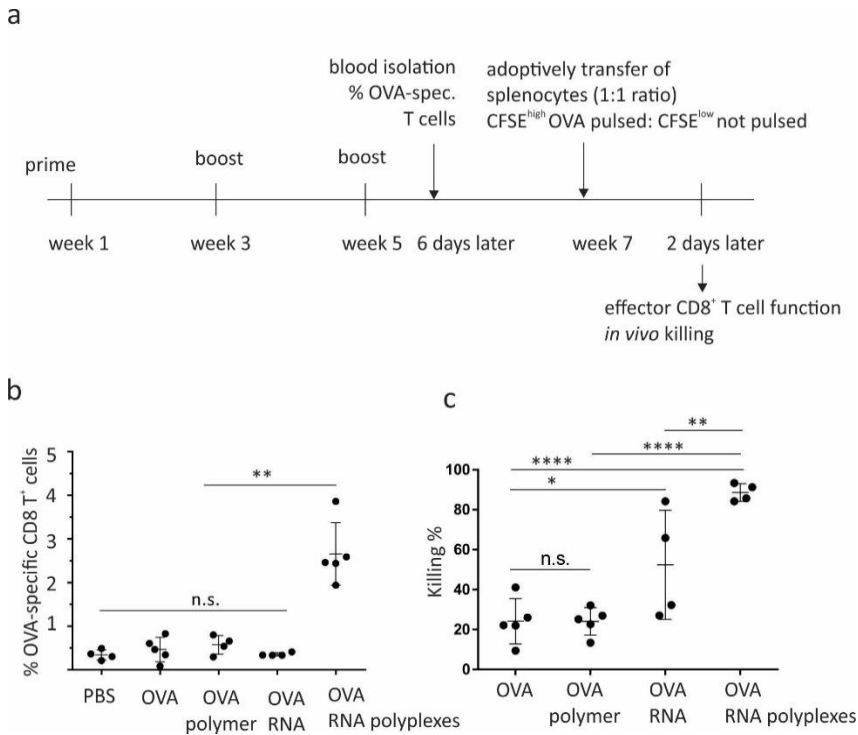 a
blood isolation
% OVA-spec.
T cells
adoptively transfer of
splenocytes (1:1 ratio)
CFSEʰⁱᵍʰ OVA pulsed: CFSEˡᵒʷ not pulsed
prime
boost
boost
week 1
week 3
week 5
6 days later
week 7
2 days later
effector CD8⁺ T cell function
in vivo killing
b
% OVA-specific CD8 T⁺ cells
5
4
3
2
1
**
n.s.
PBS
OVA
OVA
polymer
OVA
RNA
OVA
RNA polyplexes
c
Killing %
100
80
60
40
20
0
**
****
****
*
n.s.
OVA
OVA
polymer
OVA
RNA
OVA
RNA polyplexes